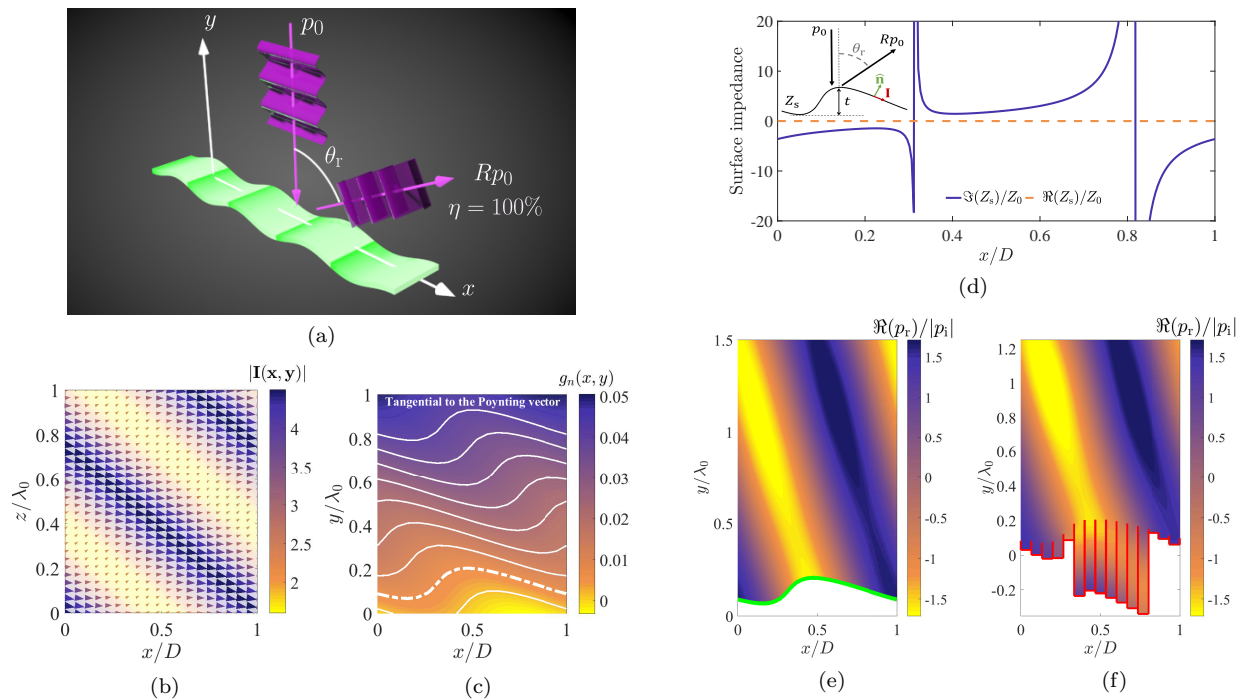 y
p₀
θᵣ
Rp₀
η = 100%
x
(a)
|I(x, y)|
1
0.8
0.6
0.4
0.2
0
z/λ₀
0
0.5
1
x/D
4
3.5
3
2.5
2
(b)
gₙ(x, y)
Tangential to the Poynting vector
1
0.8
0.6
0.4
0.2
0
y/λ₀
0
0.5
1
x/D
0.05
0.04
0.03
0.02
0.01
0
(c)
20
10
0
-10
-20
Surface impedance
p₀
θᵣ
Rp₀
n̂
I
Zₛ
t
ℑ(Zₛ)/Z₀
ℜ(Zₛ)/Z₀
0
0.2
0.4
0.6
0.8
1
x/D
(d)
ℜ(pᵣ)/|pᵢ|
1.5
1
0.5
0
y/λ₀
0
0.5
1
x/D
1.5
1
0.5
0
-0.5
-1
-1.5
(e)
ℜ(pᵣ)/|pᵢ|
1.2
1
0.8
0.6
0.4
0.2
0
-0.2
y/λ₀
0
0.5
1
x/D
1.5
1
0.5
0
-0.5
-1
-1.5
(f)